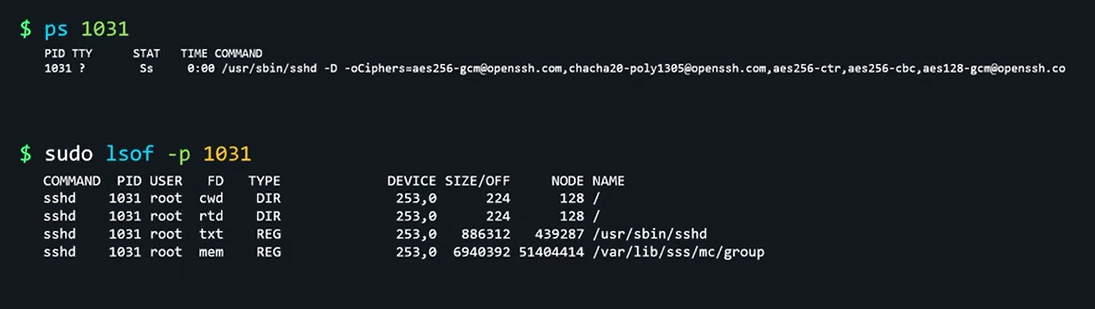 $ ps 1031
PID TTY STAT TIME COMMAND
1031 ? Ss 0:00 /usr/sbin/sshd -D -oCiphers=aes256-gcm@openssh.com,chacha20-poly1305@openssh.com,aes256-ctr,aes256-cbc,aes128-gcm@openssh.co
$ sudo lsof -p 1031
COMMAND PID USER FD TYPE DEVICE SIZE/OFF NODE NAME
sshd 1031 root cwd DIR 253,0 224 128 /
sshd 1031 root rtd DIR 253,0 224 128 /
sshd 1031 root txt REG 253,0 886312 439287 /usr/sbin/sshd
sshd 1031 root mem REG 253,0 6940392 51404414 /var/lib/sss/mc/group